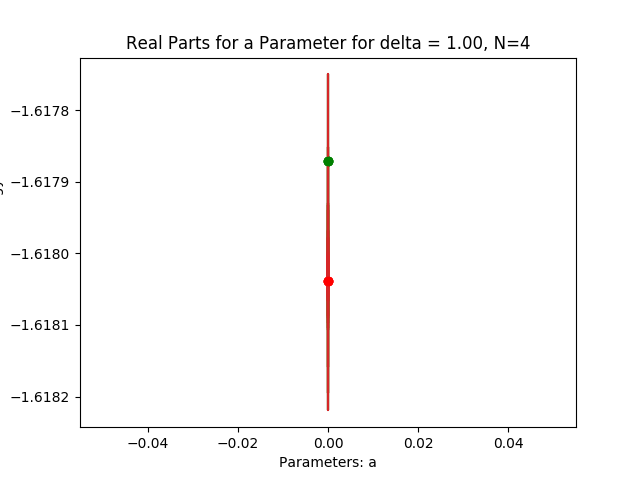 Real Parts for a Parameter for delta = 1.00, N=4
−1.6178
−1.6179
−1.6180
−1.6181
−1.6182
−0.04 −0.02 0.00 0.02 0.04
Parameters: a